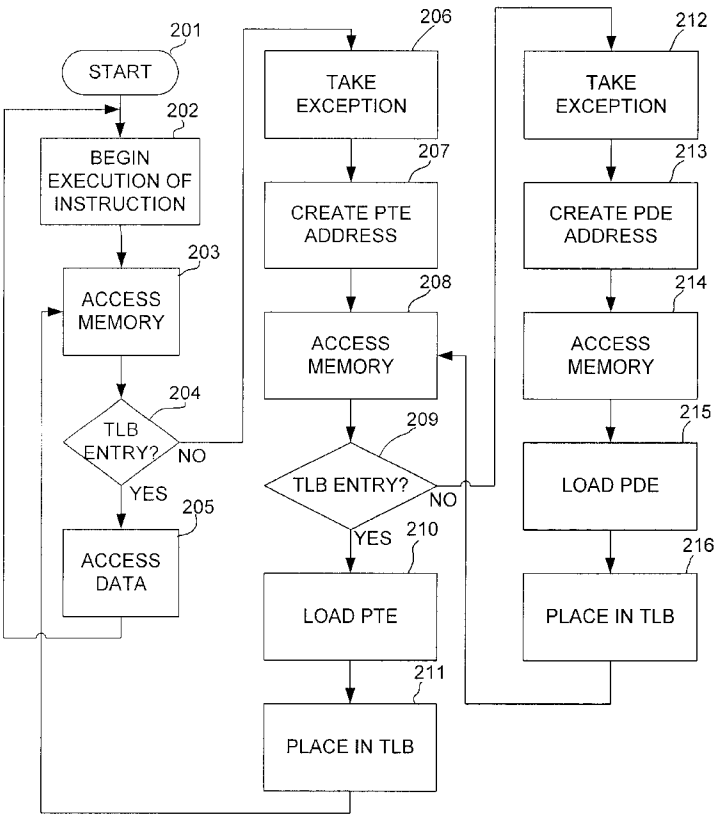 201
START
202
BEGIN
EXECUTION OF
INSTRUCTION
203
ACCESS
MEMORY
204
TLB
ENTRY?
NO
YES
205
ACCESS
DATA
206
TAKE
EXCEPTION
207
CREATE PTE
ADDRESS
208
ACCESS
MEMORY
209
TLB ENTRY?
NO
YES
210
LOAD PTE
211
PLACE IN TLB
212
TAKE
EXCEPTION
213
CREATE PDE
ADDRESS
214
ACCESS
MEMORY
215
LOAD PDE
216
PLACE IN TLB